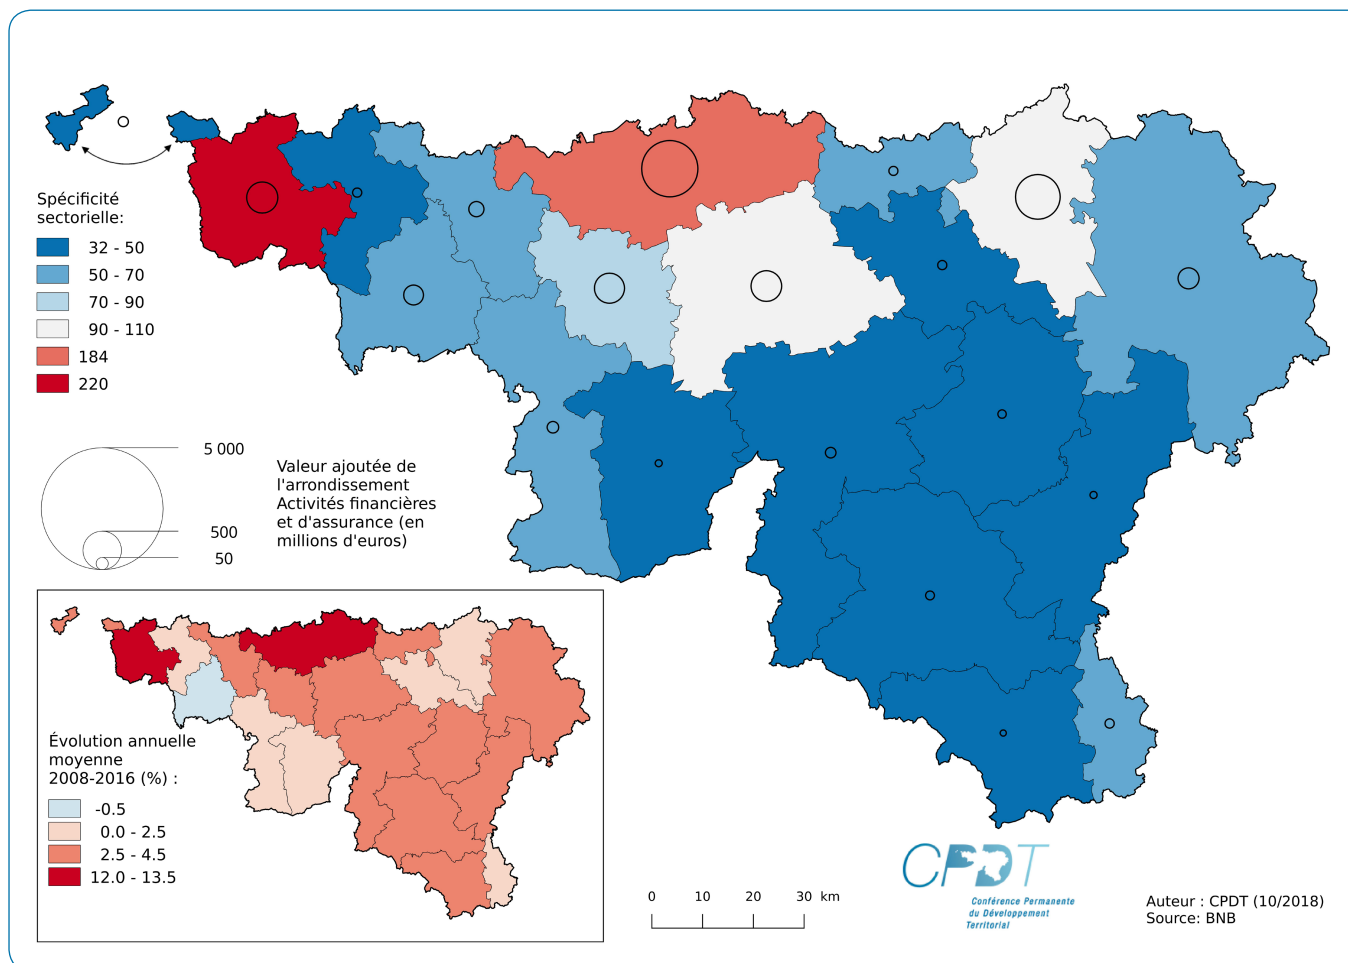 Spécificité
sectorielle:
32 - 50
50 - 70
70 - 90
90 - 110
184
220
5 000
500
50
Valeur ajoutée de
l'arrondissement
Activités financières
et d'assurance (en
millions d'euros)
Évolution annuelle
moyenne
2008-2016 (%) :
-0.5
0.0 - 2.5
2.5 - 4.5
12.0 - 13.5
0 10 20 30 km
CPDT
Conférence Permanente
du Développement
Territorial
Auteur : CPDT (10/2018)
Source: BNB